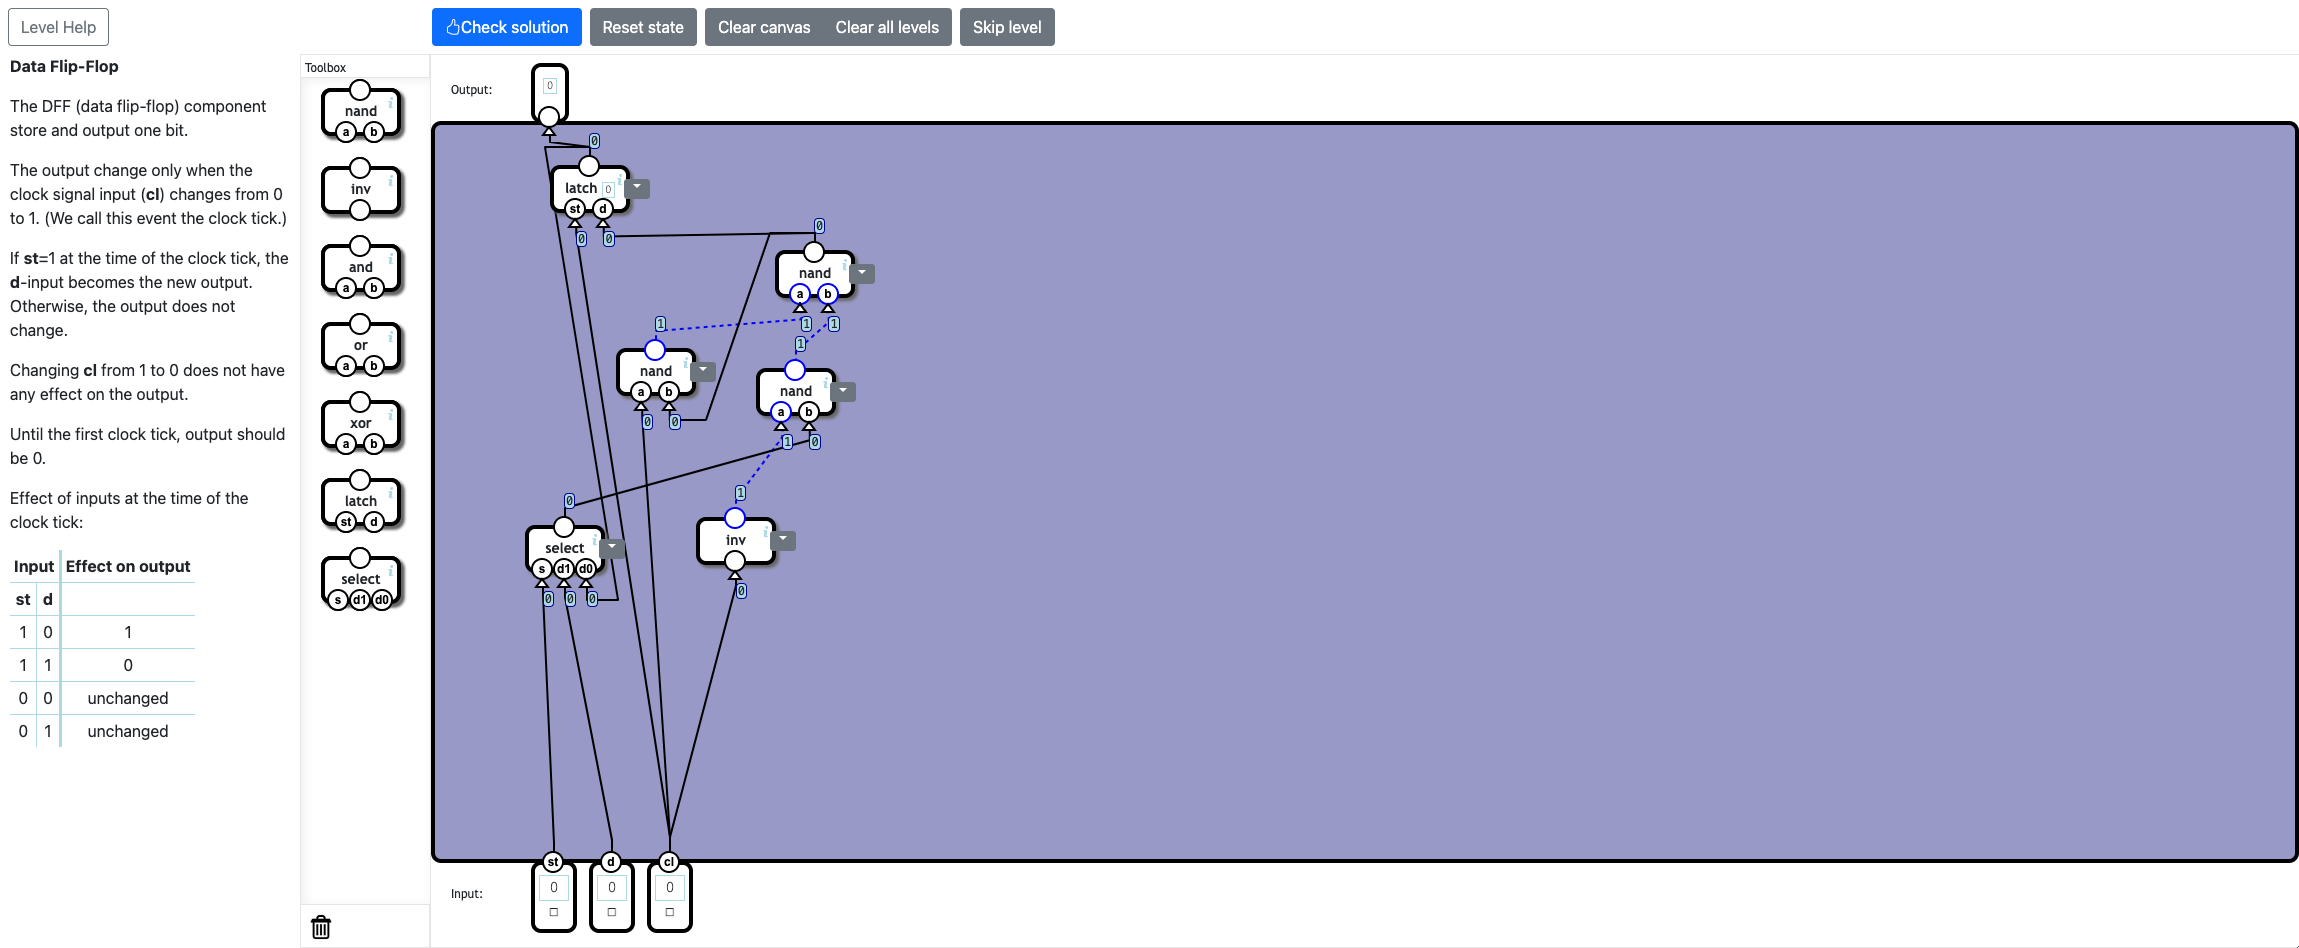 Level Help
Check solution
Reset state
Clear canvas
Clear all levels
Skip level
Data Flip-Flop
The DFF (data flip-flop) component
store and output one bit.
The output change only when the
clock signal input (cl) changes from 0
to 1. (We call this event the clock tick.)
If st=1 at the time of the clock tick, the
d-input becomes the new output.
Otherwise, the output does not
change.
Changing cl from 1 to 0 does not have
any effect on the output.
Until the first clock tick, output should
be 0.
Effect of inputs at the time of the
clock tick:
Input Effect on output
st d
1 0 1
1 1 0
0 0 unchanged
0 1 unchanged
Toolbox
nand
a b
inv
and
a b
or
a b
xor
a b
latch
st d
select
s d1 d0
Output:
0
0
latch 0
st d
0 0
0
nand
a b
1 1
1
nand
a b
0 0
1
nand
a b
1 0
0
select
s d1 d0
0 0 0
1
inv
0
Input:
st d cl
0 0 0